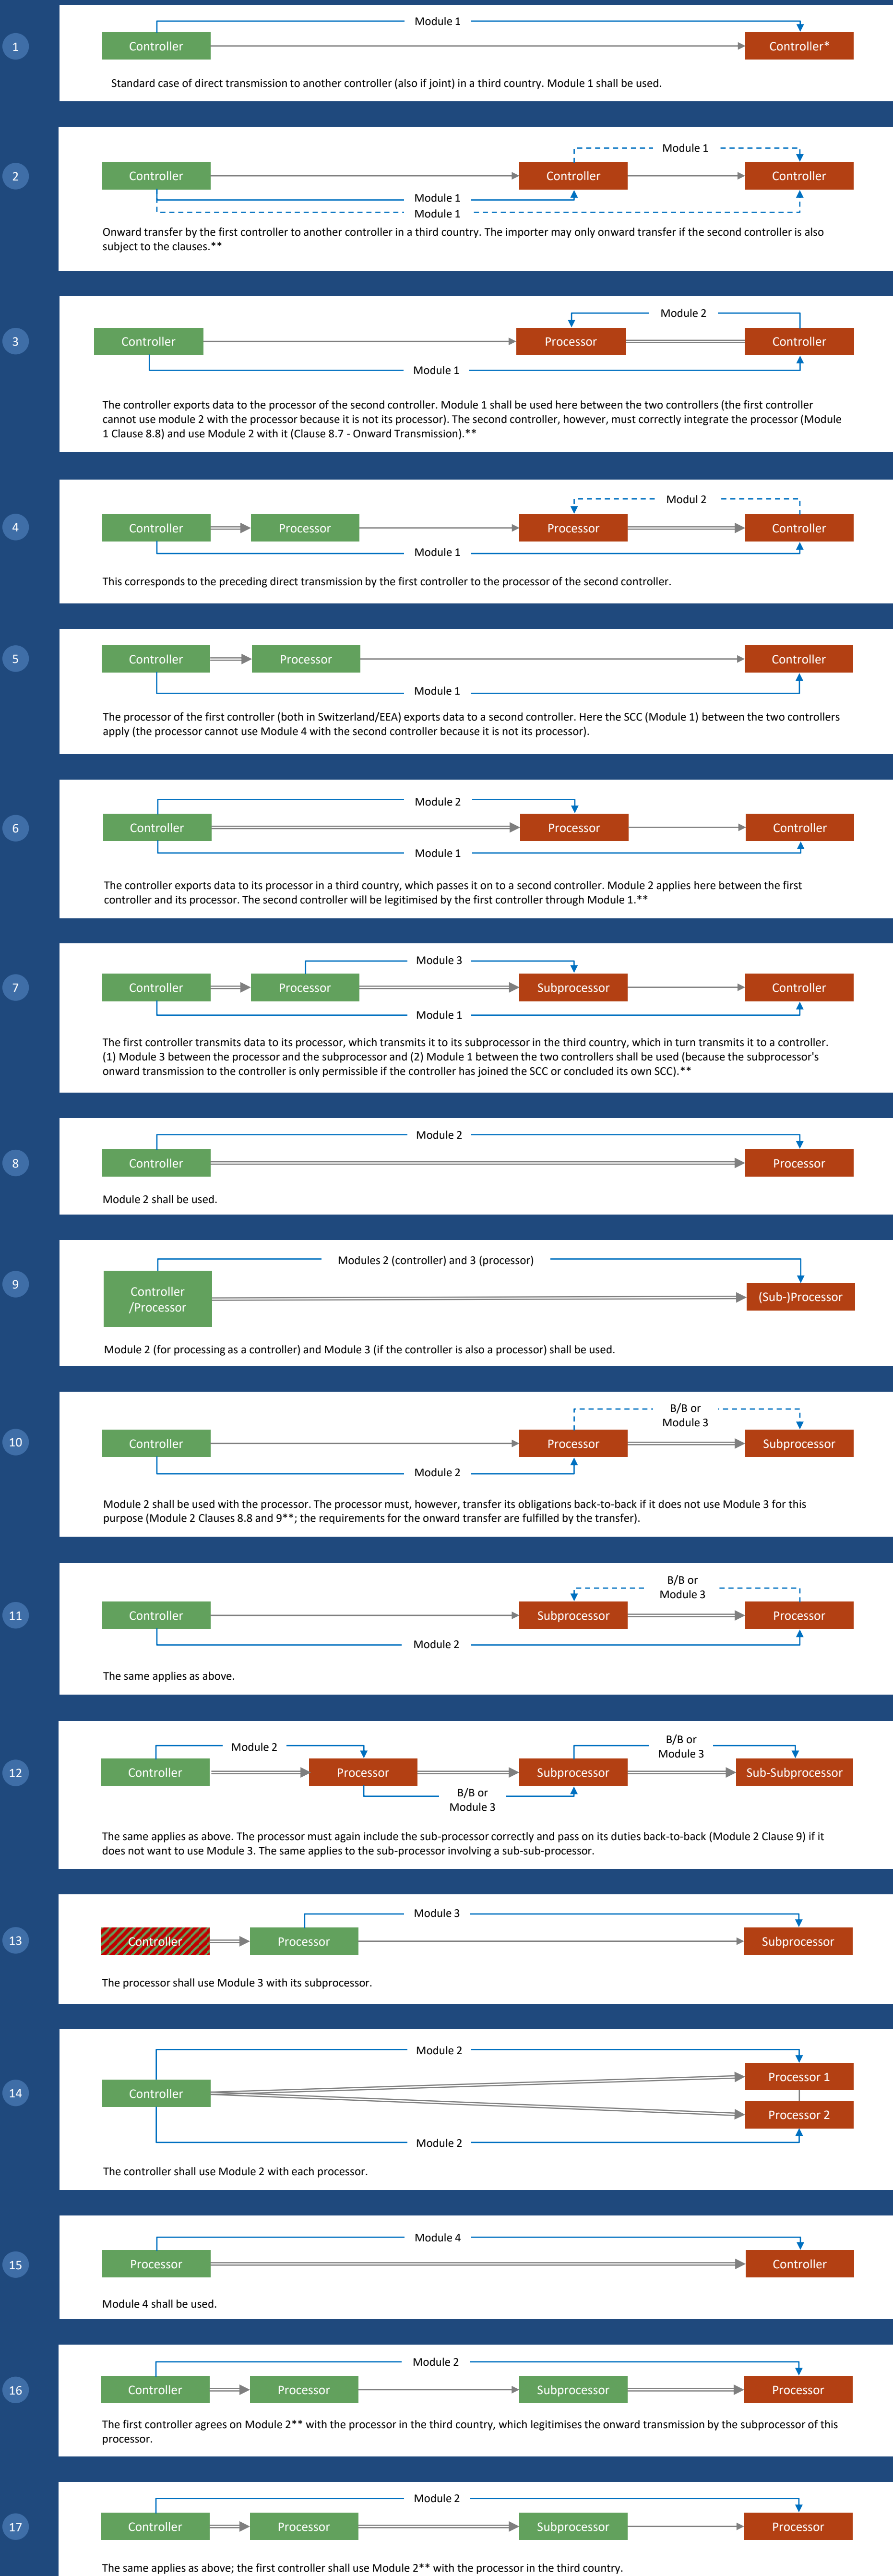 Module 1
1
Controller
Controller*
Standard case of direct transmission to another controller (also if joint) in a third country. Module 1 shall be used.
Module 1
2
Controller
Controller
Controller
Module 1
Module 1
Onward transfer by the first controller to another controller in a third country. The importer may only onward transfer if the second controller is also
subject to the clauses.**
Module 2
3
Controller
Processor
Controller
Module 1
The controller exports data to the processor of the second controller. Module 1 shall be used here between the two controllers (the first controller
cannot use module 2 with the processor because it is not its processor). The second controller, however, must correctly integrate the processor (Module
1 Clause 8.8) and use Module 2 with it (Clause 8.7 - Onward Transmission).**
Modul 2
4
Controller
Processor
Processor
Controller
Module 1
This corresponds to the preceding direct transmission by the first controller to the processor of the second controller.
5
Controller
Processor
Controller
Module 1
The processor of the first controller (both in Switzerland/EEA) exports data to a second controller. Here the SCC (Module 1) between the two controllers
apply (the processor cannot use Module 4 with the second controller because it is not its processor).
Module 2
6
Controller
Processor
Controller
Module 1
The controller exports data to its processor in a third country, which passes it on to a second controller. Module 2 applies here between the first
controller and its processor. The second controller will be legitimised by the first controller through Module 1.**
Module 3
7
Controller
Processor
Subprocessor
Controller
Module 1
The first controller transmits data to its processor, which transmits it to its subprocessor in the third country, which in turn transmits it to a controller.
(1) Module 3 between the processor and the subprocessor and (2) Module 1 between the two controllers shall be used (because the subprocessor's
onward transmission to the controller is only permissible if the controller has joined the SCC or concluded its own SCC).**
Module 2
8
Controller
Processor
Module 2 shall be used.
Modules 2 (controller) and 3 (processor)
9
Controller
/Processor
(Sub-)Processor
Module 2 (for processing as a controller) and Module 3 (if the controller is also a processor) shall be used.
B/B or
Module 3
10
Controller
Processor
Subprocessor
Module 2
Module 2 shall be used with the processor. The processor must, however, transfer its obligations back-to-back if it does not use Module 3 for this
purpose (Module 2 Clauses 8.8 and 9**; the requirements for the onward transfer are fulfilled by the transfer).
B/B or
Module 3
11
Controller
Subprocessor
Processor
Module 2
The same applies as above.
Module 2
B/B or
Module 3
12
Controller
Processor
Subprocessor
Sub-Subprocessor
B/B or
Module 3
The same applies as above. The processor must again include the sub-processor correctly and pass on its duties back-to-back (Module 2 Clause 9) if it
does not want to use Module 3. The same applies to the sub-processor involving a sub-sub-processor.
Module 3
13
Controller
Processor
Subprocessor
The processor shall use Module 3 with its subprocessor.
Module 2
14
Controller
Processor 1
Processor 2
Module 2
The controller shall use Module 2 with each processor.
Module 4
15
Processor
Controller
Module 4 shall be used.
Module 2
16
Controller
Processor
Subprocessor
Processor
The first controller agrees on Module 2** with the processor in the third country, which legitimises the onward transmission by the subprocessor of this
processor.
Module 2
17
Controller
Processor
Subprocessor
Processor
The same applies as above; the first controller shall use Module 2** with the processor in the third country.